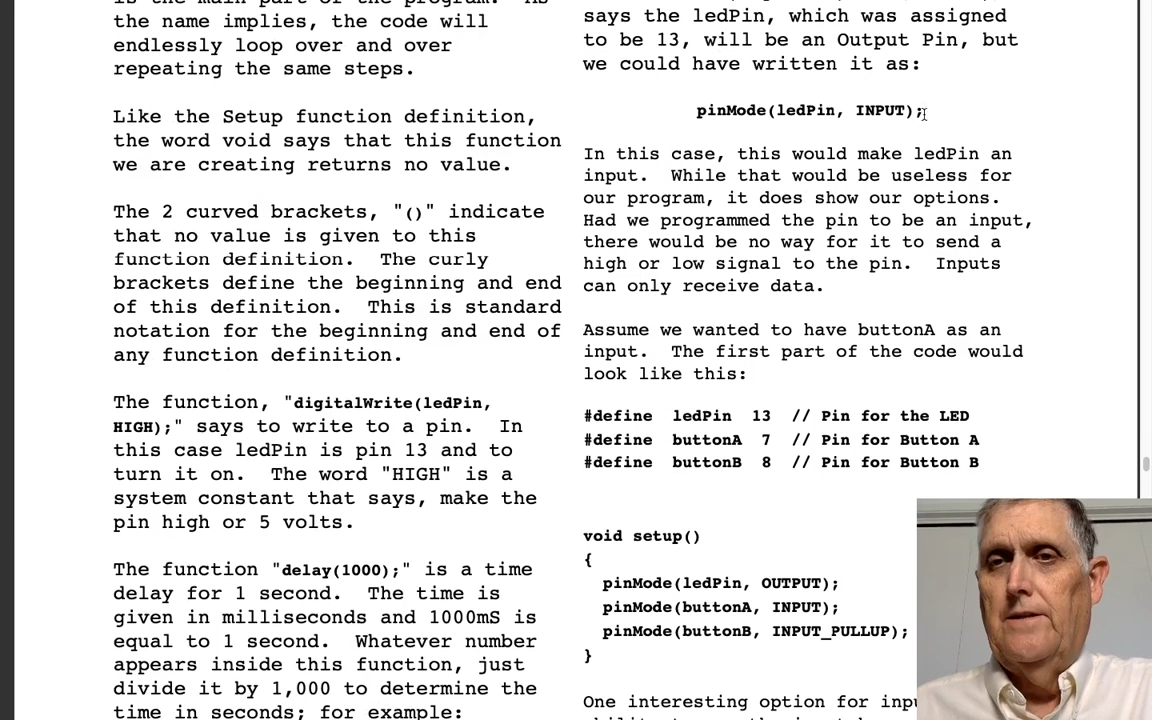 is the main part of the program. As
the name implies, the code will
endlessly loop over and over
repeating the same steps.
Like the Setup function definition,
the word void says that this function
we are creating returns no value.
The 2 curved brackets, "()" indicate
that no value is given to this
function definition. The curly
brackets define the beginning and end
of this definition. This is standard
notation for the beginning and end of
any function definition.
The function, "digitalWrite(ledPin,
HIGH);" says to write to a pin. In
this case ledPin is pin 13 and to
turn it on. The word "HIGH" is a
system constant that says, make the
pin high or 5 volts.
The function "delay(1000);" is a time
delay for 1 second. The time is
given in milliseconds and 1000mS is
equal to 1 second. Whatever number
appears inside this function, just
divide it by 1,000 to determine the
time in seconds; for example:
says the ledPin, which was assigned
to be 13, will be an Output Pin, but
we could have written it as:
pinMode(ledPin, INPUT);
In this case, this would make ledPin an
input. While that would be useless for
our program, it does show our options.
Had we programmed the pin to be an input,
there would be no way for it to send a
high or low signal to the pin. Inputs
can only receive data.
Assume we wanted to have buttonA as an
input. The first part of the code would
look like this:
#define ledPin 13 // Pin for the LED
#define buttonA 7 // Pin for Button A
#define buttonB 8 // Pin for Button B
void setup()
{
pinMode(ledPin, OUTPUT);
pinMode(buttonA, INPUT);
pinMode(buttonB, INPUT_PULLUP);
}
One interesting option for